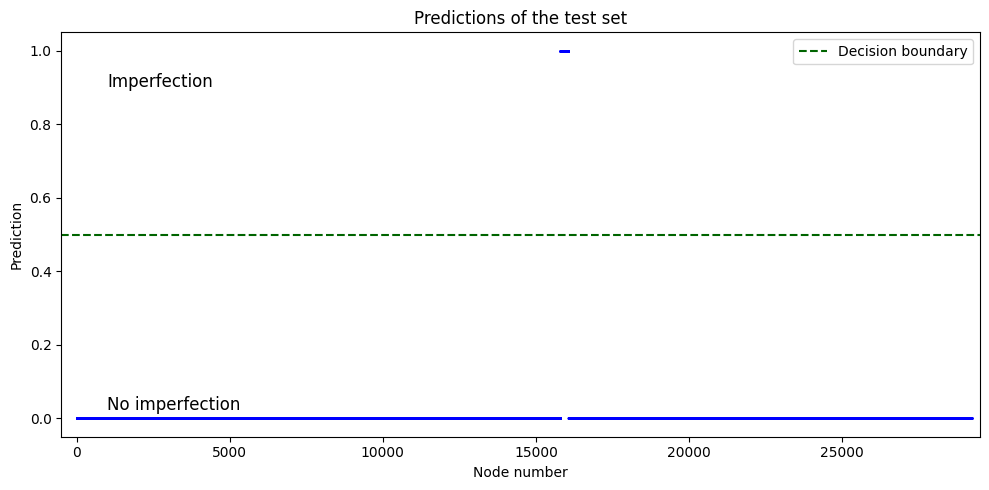 Predictions of the test set
1.0
Decision boundary
Imperfection
0.8
0.6
Prediction
0.4
0.2
No imperfection
0.0
0 5000 10000 15000 20000 25000
Node number